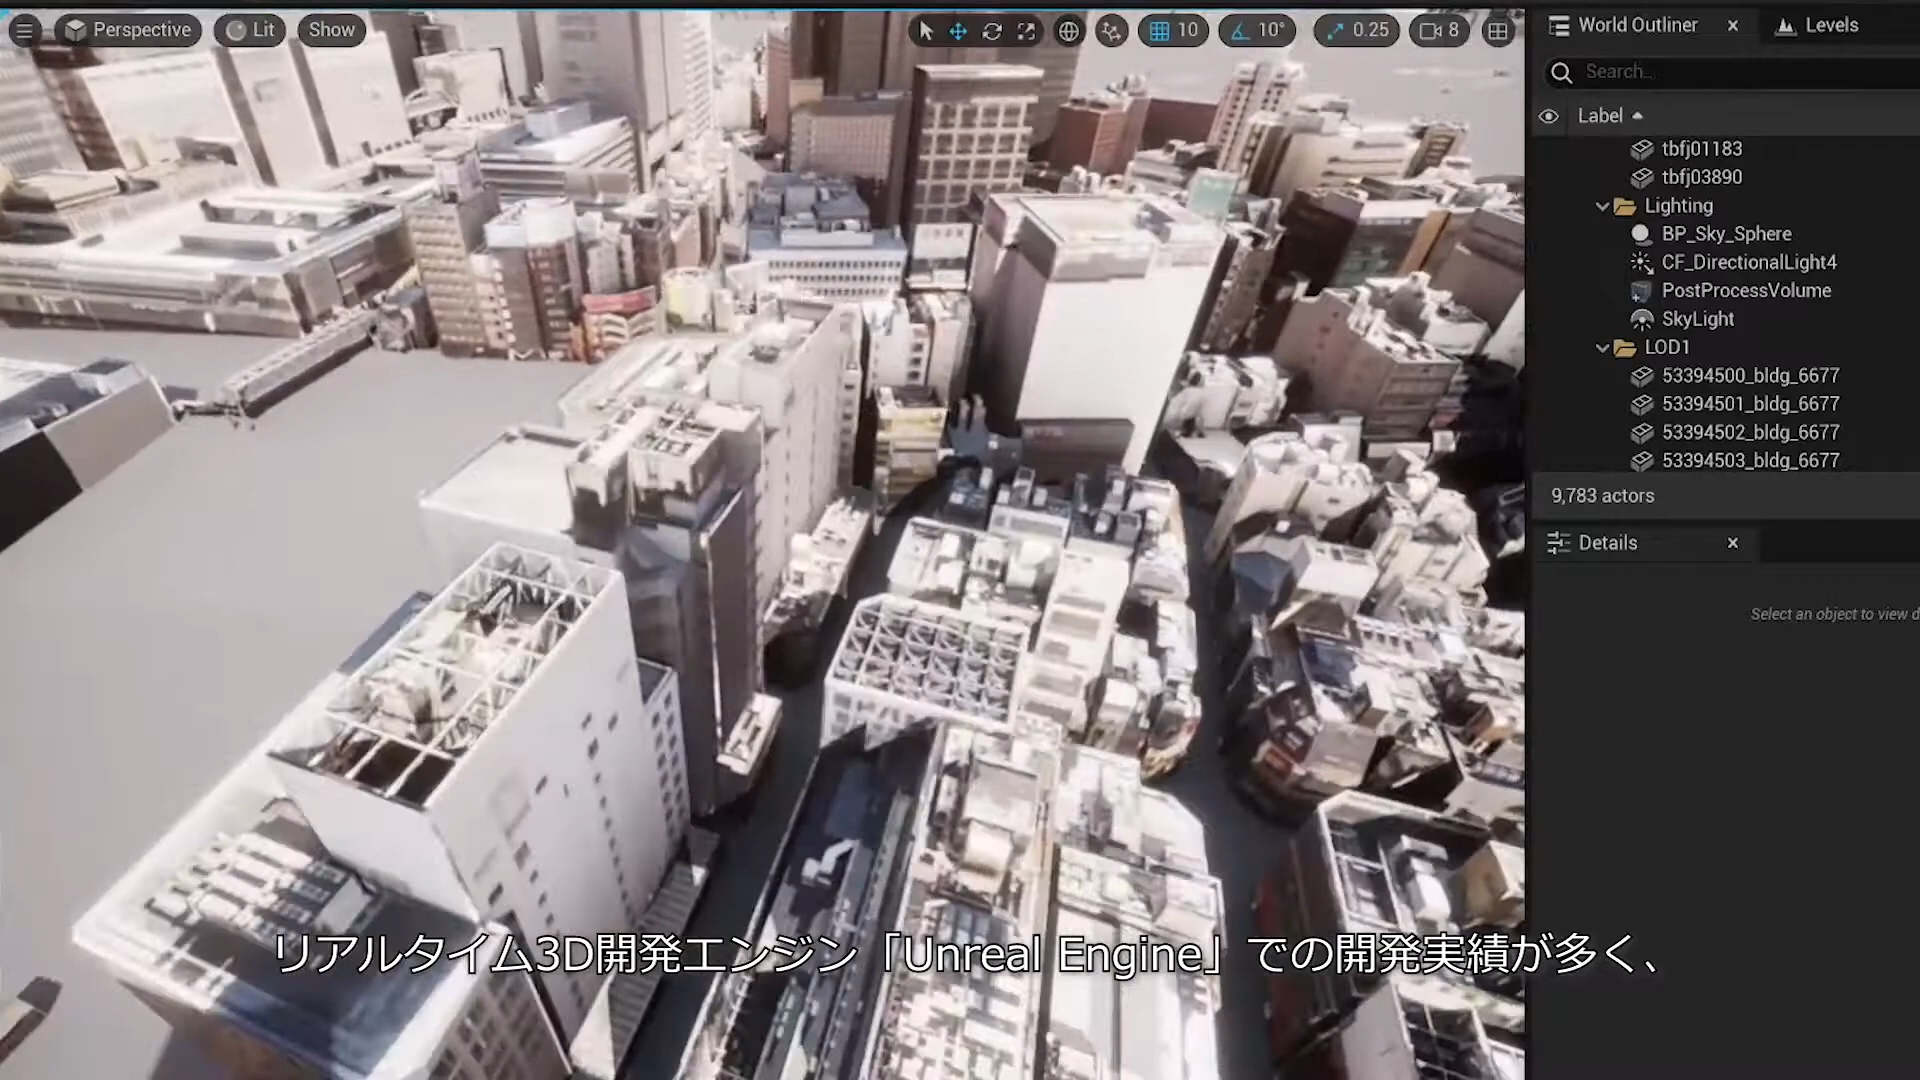 Perspective
Lit
Show
10
10°
0.25
8
World Outliner
Levels
Search...
Label
tbfj01183
tbfj03890
Lighting
BP_Sky_Sphere
CF_DirectionalLight4
PostProcessVolume
SkyLight
LOD1
53394500_bldg_6677
53394501_bldg_6677
53394502_bldg_6677
53394503_bldg_6677
9,783 actors
Details
Select an object to view d
リアルタイム3D開発エンジン「Unreal Engine」での開発実績が多く、